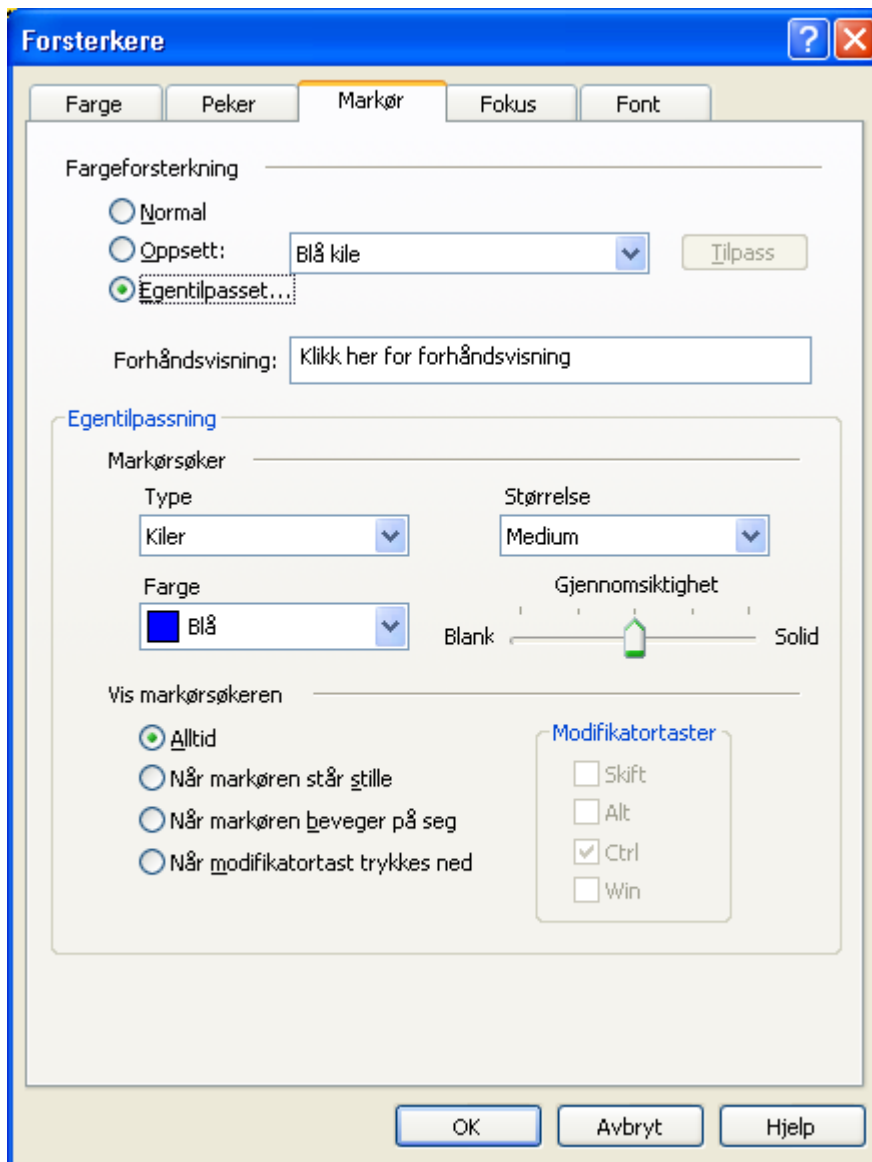 Forsterkere
Farge Peker Markør Fokus Font
Fargeforsterkning
Normal
Oppsett: Blå kile Tilpass
Egentilpasset...
Forhåndsvisning: Klikk her for forhåndsvisning
Egentilpassning
Markørsøker
Type Størrelse
Kiler Medium
Farge Gjennomsiktighet
Blå Blank Solid
Vis markørsøkeren
Alltid
Når markøren står stille
Når markøren beveger på seg
Når modifikatortast trykkes ned
Modifikatortaster
Skift
Alt
Ctrl
Win
OK Avbryt Hjelp